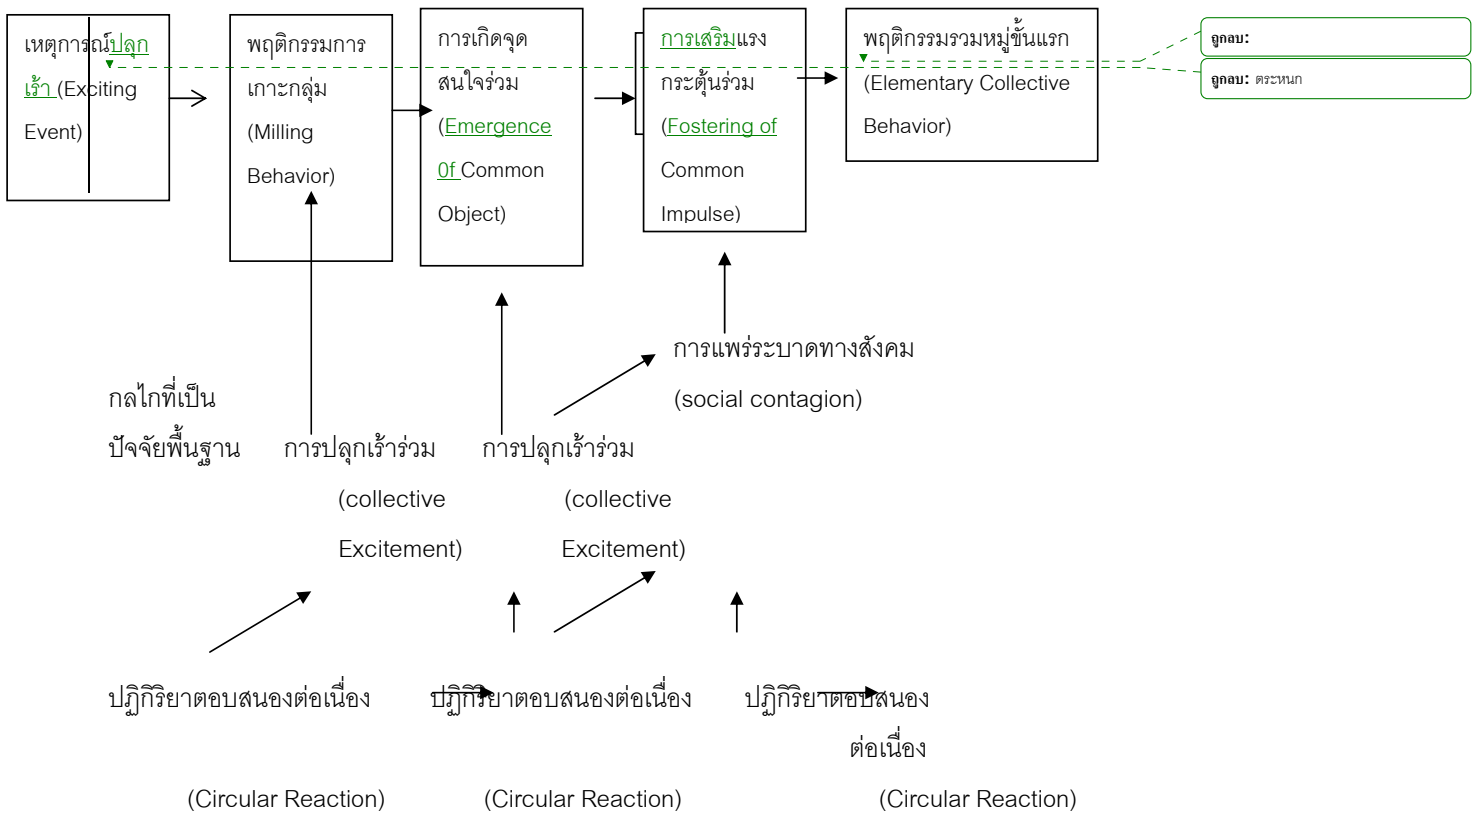 เหตุการณ์ปลุก
เร้า (Exciting
Event)
พฤติกรรมการ
เกาะกลุ่ม
(Milling
Behavior)
การเกิดจุด
สนใจร่วม
(Emergence
0f Common
Object)
การเสริมแรง
กระตุ้นร่วม
(Fostering of
Common
Impulse)
พฤติกรรมรวมหมู่ขั้นแรก
(Elementary Collective
Behavior)
ถูกลบ:
ถูกลบ: ตระหนก
การแพร่ระบาดทางสังคม
(social contagion)
กลไกที่เป็น
ปัจจัยพื้นฐาน
การปลุกเร้าร่วม
(collective
Excitement)
การปลุกเร้าร่วม
(collective
Excitement)
ปฏิกิริยาตอบสนองต่อเนื่อง
(Circular Reaction)
ปฏิกิริยาตอบสนองต่อเนื่อง
(Circular Reaction)
ปฏิกิริยาตอบสนอง
ต่อเนื่อง
(Circular Reaction)